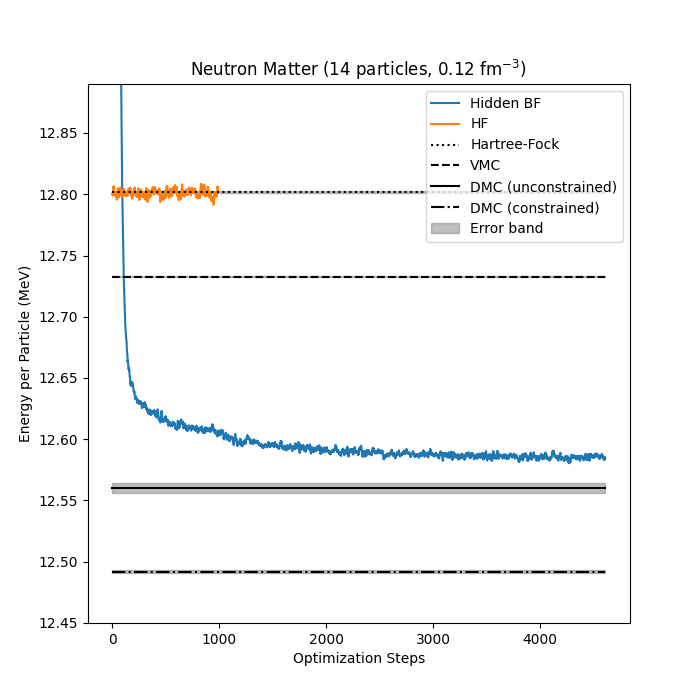 Neutron Matter (14 particles, 0.12 fm⁻³)
Hidden BF
HF
Hartree-Fock
VMC
DMC (unconstrained)
DMC (constrained)
Error band
Energy per Particle (MeV)
12.85
12.80
12.75
12.70
12.65
12.60
12.55
12.50
12.45
0 1000 2000 3000 4000
Optimization Steps